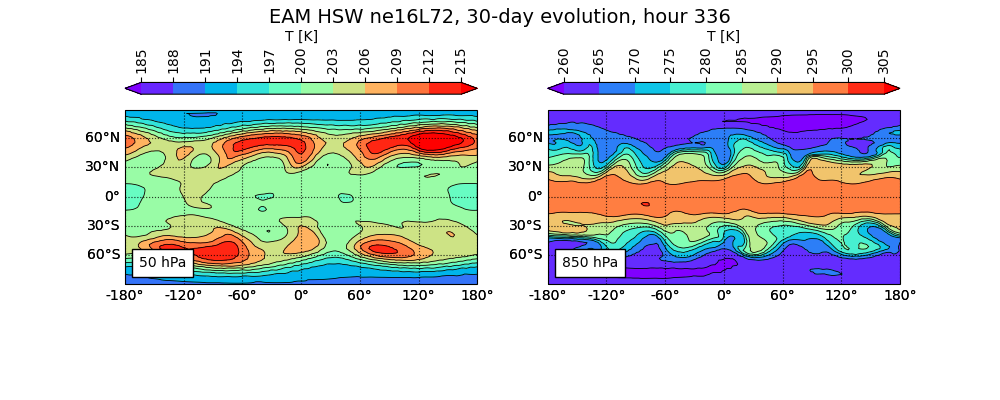 EAM HSW ne16L72, 30-day evolution, hour 336
T [K]
185 188 191 194 197 200 203 206 209 212 215
60°N
30°N
0°
30°S
60°S
50 hPa
-180° -120° -60° 0° 60° 120° 180°
T [K]
260 265 270 275 280 285 290 295 300 305
60°N
30°N
0°
30°S
60°S
850 hPa
-180° -120° -60° 0° 60° 120° 180°